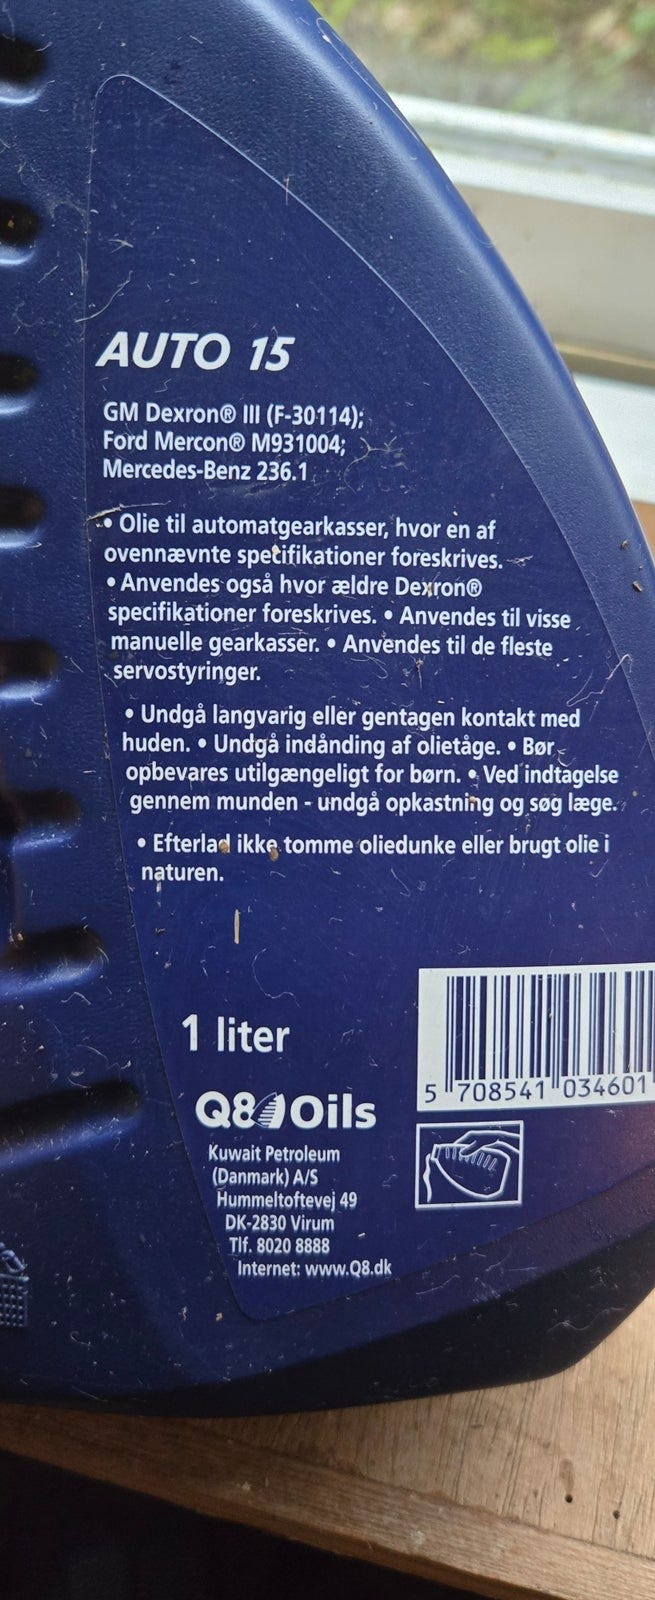 AUTO 15
GM Dexron® III (F-30114);
Ford Mercon® M931004;
Mercedes-Benz 236.1
• Olie til automatgearkasser, hvor en af
ovennævnte specifikationer foreskrives.
• Anvendes også hvor ældre Dexron®
specifikationer foreskrives. • Anvendes til visse
manuelle gearkasser. • Anvendes til de fleste
servostyringer.
• Undgå langvarig eller gentagen kontakt med
huden. • Undgå indånding af olietåge. • Bør
opbevares utilgængeligt for børn. • Ved indtagelse
gennem munden - undgå opkastning og søg læge.
• Efterlad ikke tomme oliedunke eller brugt olie i
naturen.
1 liter
5 708541 034601
Q8 Oils
Kuwait Petroleum
(Danmark) A/S
Hummeltoftevej 49
DK-2830 Virum
Tlf. 8020 8888
Internet: www.Q8.dk